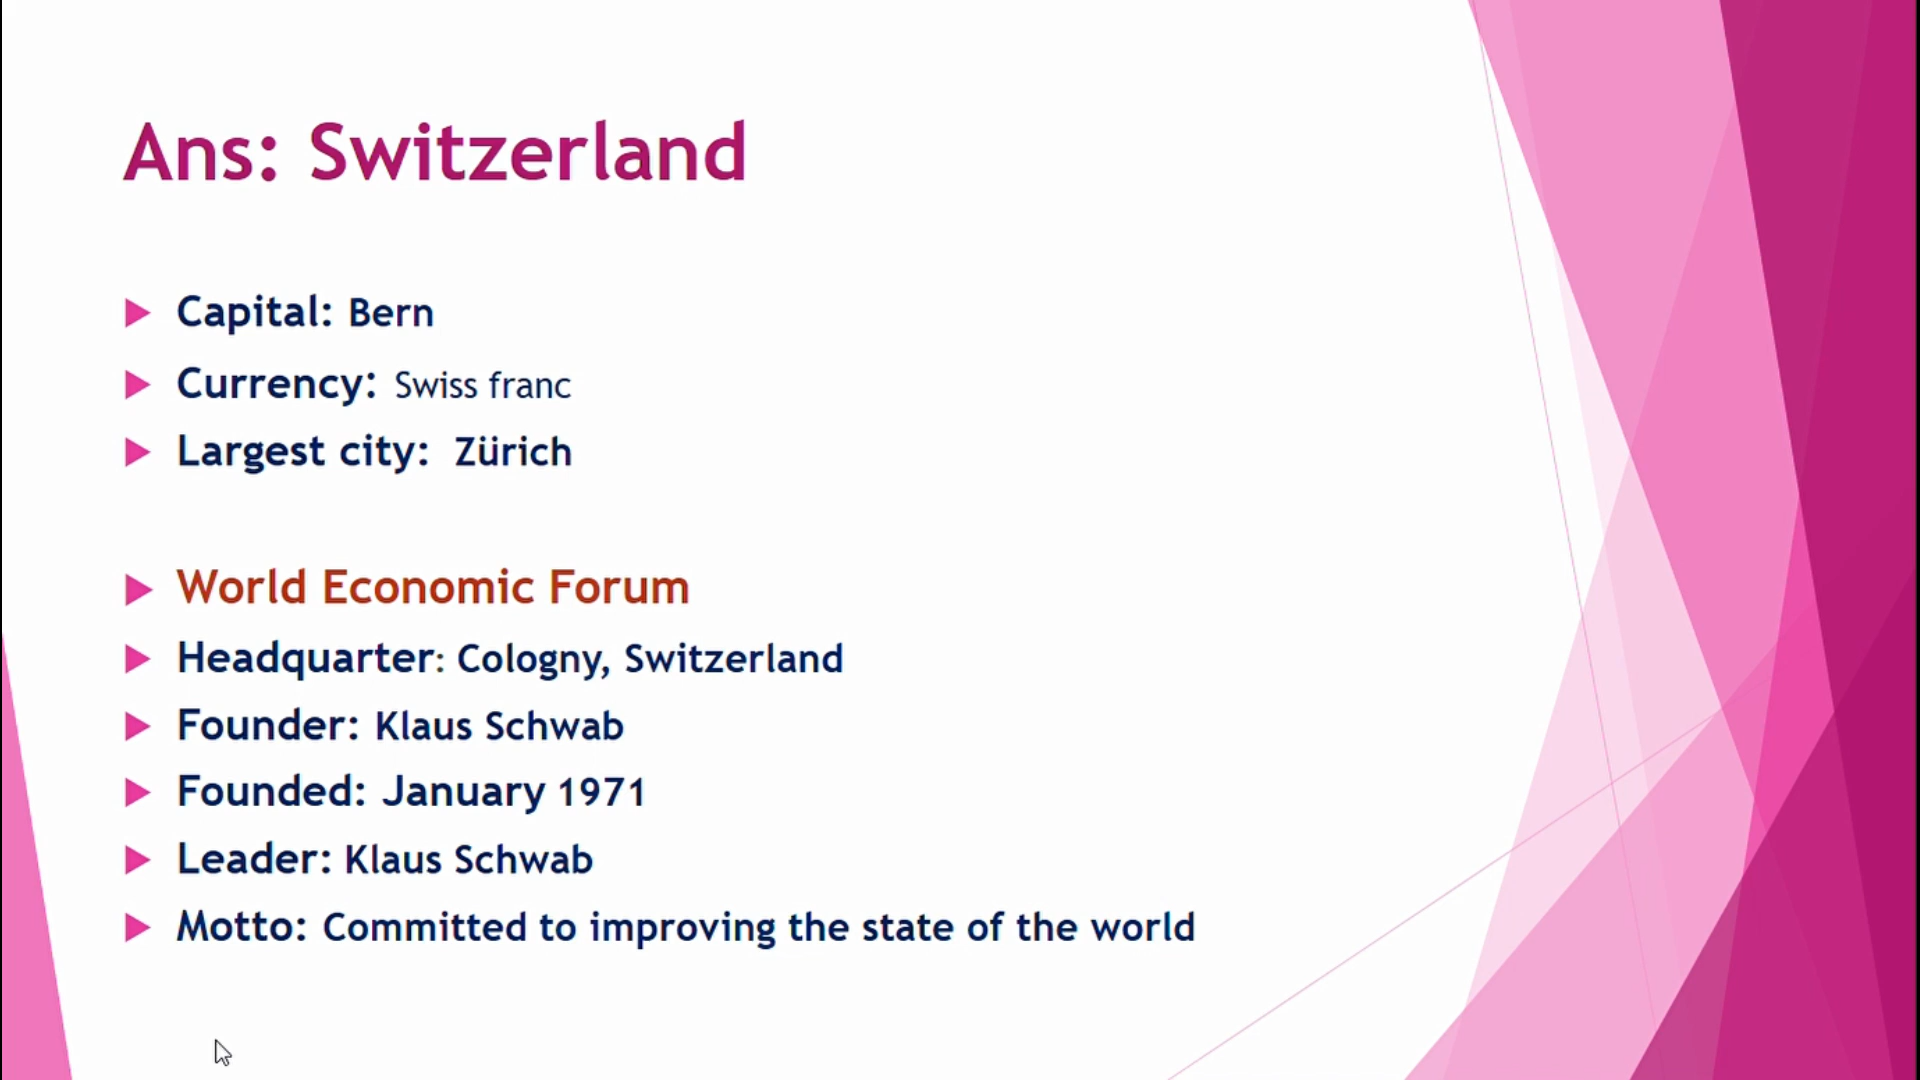 Ans: Switzerland
Capital: Bern
Currency: Swiss franc
Largest city: Zürich
World Economic Forum
Headquarter: Cologny, Switzerland
Founder: Klaus Schwab
Founded: January 1971
Leader: Klaus Schwab
Motto: Committed to improving the state of the world